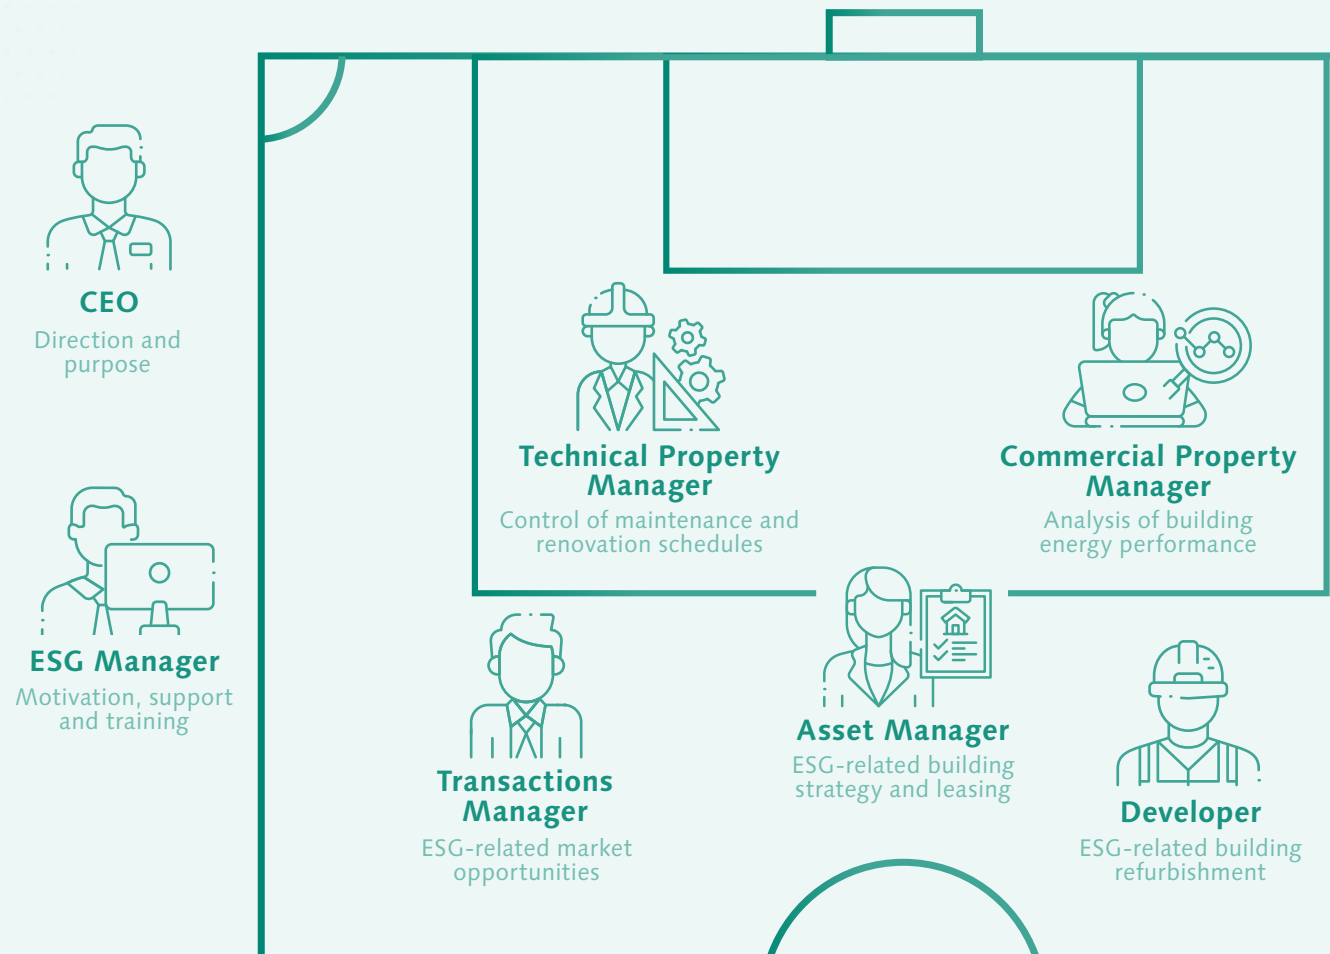 CEO
Direction and
purpose
Technical Property
Manager
Control of maintenance and
renovation schedules
Commercial Property
Manager
Analysis of building
energy performance
ESG Manager
Motivation, support
and training
Transactions
Manager
ESG-related market
opportunities
Asset Manager
ESG-related building
strategy and leasing
Developer
ESG-related building
refurbishment